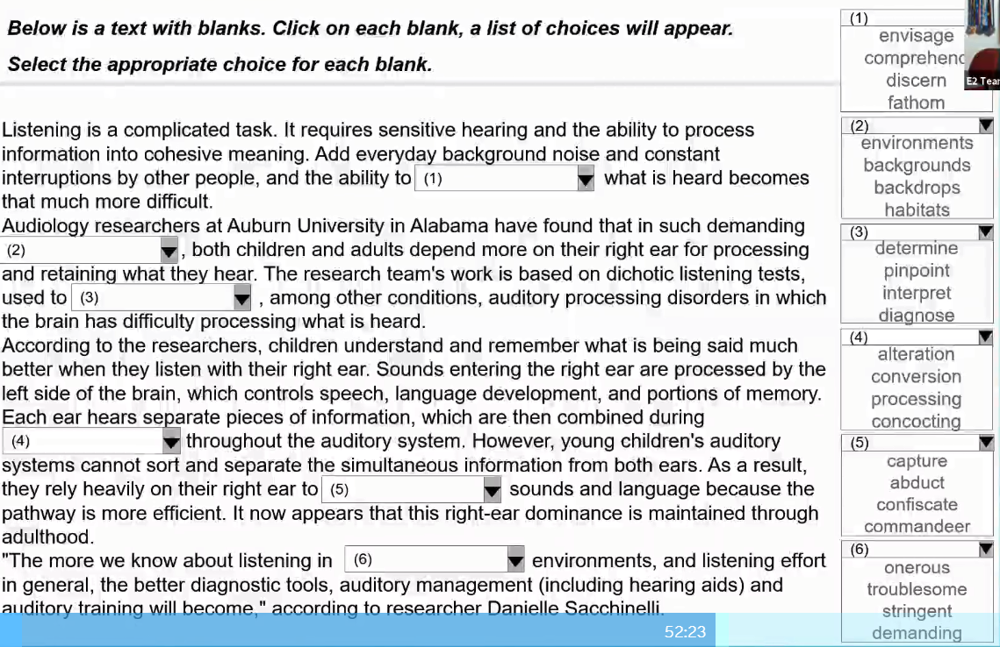 Below is a text with blanks. Click on each blank, a list of choices will appear.
Select the appropriate choice for each blank.
Listening is a complicated task. It requires sensitive hearing and the ability to process
information into cohesive meaning. Add everyday background noise and constant
interruptions by other people, and the ability to (1) what is heard becomes
that much more difficult.
Audiology researchers at Auburn University in Alabama have found that in such demanding
(2) , both children and adults depend more on their right ear for processing
and retaining what they hear. The research team's work is based on dichotic listening tests,
used to (3) , among other conditions, auditory processing disorders in which
the brain has difficulty processing what is heard.
According to the researchers, children understand and remember what is being said much
better when they listen with their right ear. Sounds entering the right ear are processed by the
left side of the brain, which controls speech, language development, and portions of memory.
Each ear hears separate pieces of information, which are then combined during
(4) throughout the auditory system. However, young children's auditory
systems cannot sort and separate the simultaneous information from both ears. As a result,
they rely heavily on their right ear to (5) sounds and language because the
pathway is more efficient. It now appears that this right-ear dominance is maintained through
adulthood.
"The more we know about listening in (6) environments, and listening effort
in general, the better diagnostic tools, auditory management (including hearing aids) and
auditory training will become," according to researcher Danielle Sacchinelli.
52:23
(1)
envisage
comprehend
discern
fathom
E2 Tea
(2)
environments
backgrounds
backdrops
habitats
(3)
determine
pinpoint
interpret
diagnose
(4)
alteration
conversion
processing
concocting
(5)
capture
abduct
confiscate
commandeer
(6)
onerous
troublesome
stringent
demanding